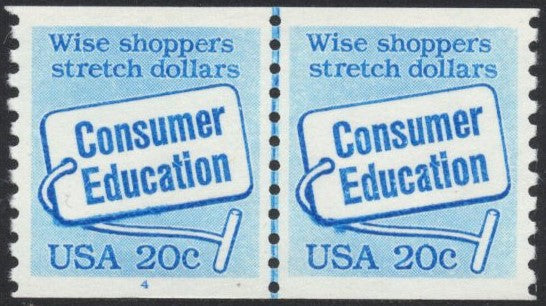 Wise shoppers
stretch dollars
Consumer
Education
USA 20c
4
Wise shoppers
stretch dollars
Consumer
Education
USA 20c